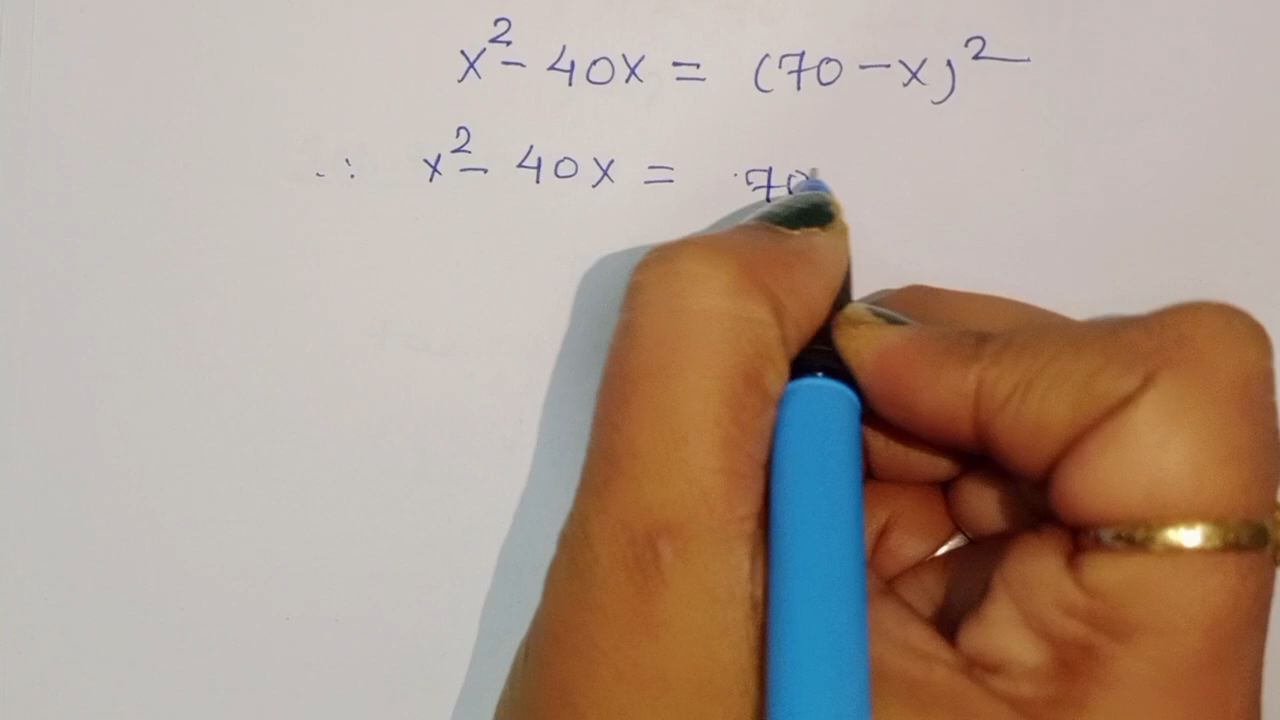 x² - 40x = (70 - x)²
∴ x² - 40x = 70